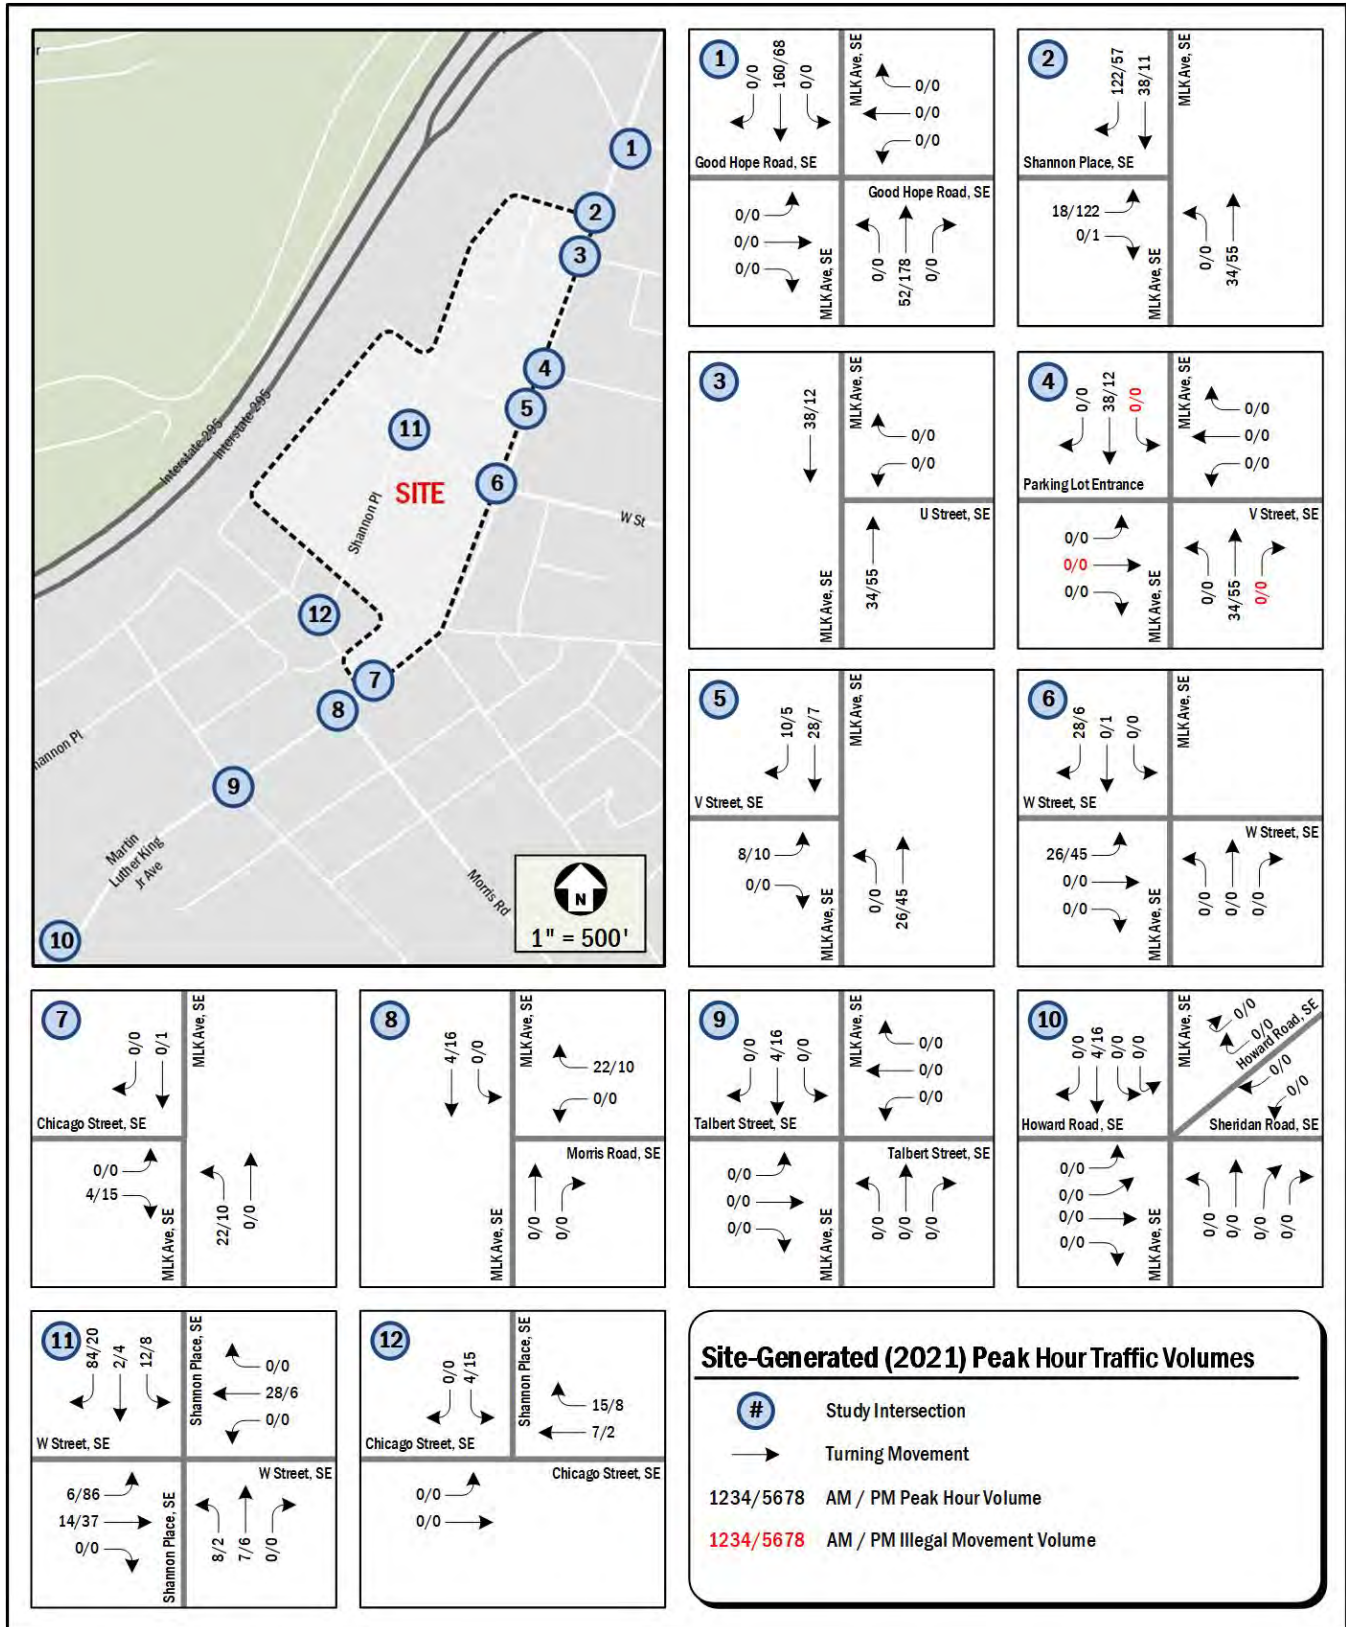 r
1
2
3
4
5
11
SITE
6
Interstate 295
Interstate 295
Shannon Pl
W St
12
7
8
9
Martin
Luther King
Jr Ave
Morris Rd
10
N
1" = 500'
1
0/0
160/68
0/0
MLK Ave, SE
0/0
0/0
0/0
Good Hope Road, SE
Good Hope Road, SE
0/0
0/0
0/0
MLK Ave, SE
0/0
52/178
0/0
2
122/57
38/11
MLK Ave, SE
Shannon Place, SE
18/122
0/1
MLK Ave, SE
0/0
34/55
3
38/12
MLK Ave, SE
0/0
0/0
U Street, SE
MLK Ave, SE
34/55
4
0/0
38/12
0/0
MLK Ave, SE
0/0
0/0
0/0
Parking Lot Entrance
V Street, SE
0/0
0/0
0/0
MLK Ave, SE
0/0
34/55
0/0
5
10/5
28/7
MLK Ave, SE
V Street, SE
8/10
0/0
MLK Ave, SE
0/0
26/45
6
28/6
0/1
0/0
MLK Ave, SE
W Street, SE
W Street, SE
26/45
0/0
0/0
MLK Ave, SE
0/0
0/0
0/0
7
0/0
0/1
MLK Ave, SE
Chicago Street, SE
0/0
4/15
MLK Ave, SE
22/10
0/0
8
4/16
0/0
MLK Ave, SE
22/10
0/0
Morris Road, SE
MLK Ave, SE
0/0
0/0
9
0/0
4/16
0/0
MLK Ave, SE
0/0
0/0
0/0
Talbert Street, SE
Talbert Street, SE
0/0
0/0
0/0
MLK Ave, SE
0/0
0/0
0/0
10
0/0
4/16
0/0
0/0
MLK Ave, SE
0/0
0/0
Howard Road, SE
0/0
0/0
Howard Road, SE
Sheridan Road, SE
0/0
0/0
0/0
0/0
MLK Ave, SE
0/0
0/0
0/0
0/0
11
84/20
2/4
12/8
Shannon Place, SE
0/0
28/6
0/0
W Street, SE
W Street, SE
6/86
14/37
0/0
Shannon Place, SE
8/2
7/6
0/0
12
0/0
4/15
Shannon Place, SE
15/8
7/2
Chicago Street, SE
Chicago Street, SE
0/0
0/0
Site-Generated (2021) Peak Hour Traffic Volumes
# Study Intersection
Turning Movement
1234/5678 AM / PM Peak Hour Volume
1234/5678 AM / PM Illegal Movement Volume